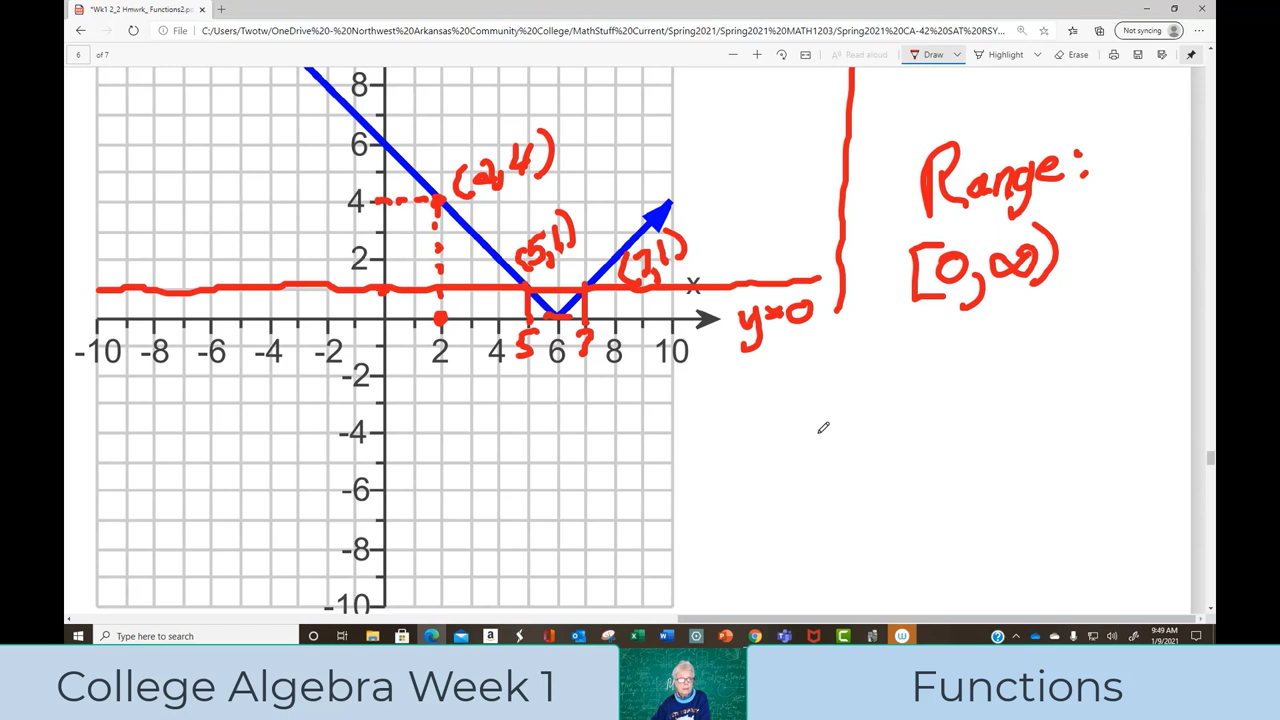 *Wk1 2_2 Hmwrk_ Functions2.p
File
C:/Users/Twotw/OneDrive%20-%20Northwest%20Arkansas%20Community%20College/MathStuff%20Current/Spring2021/Spring2021%20MATH1203/Spring2021%20CA-42%20SAT%20RSY...
Not syncing
6 of 7
Read aloud
Draw
Highlight
Erase
8
6
4
2
-2
-4
-6
-8
-10
-10 -8 -6 -4 -2 2 4 6 8 10
x
(2,4)
(5,1)
(7,1)
5
7
y=0
Range:
[0,∞)
Type here to search
9:49 AM
1/9/2021
College Algebra Week 1
Functions